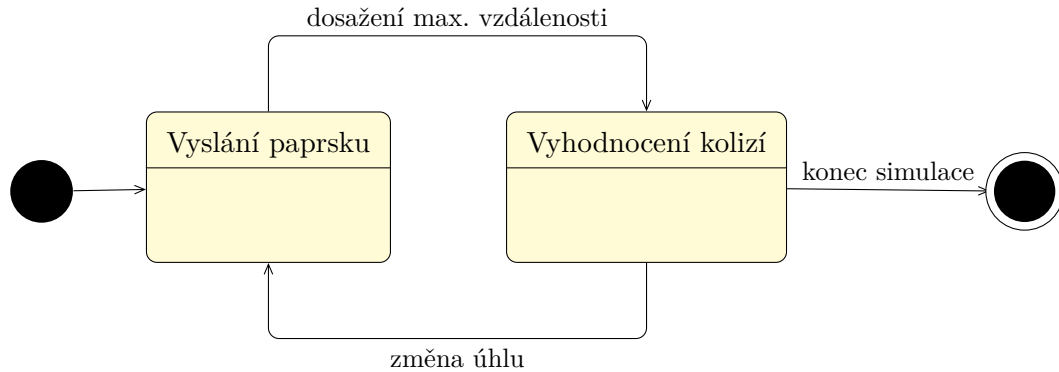 dosažení max. vzdálenosti
Vyslání paprsku
Vyhodnocení kolizí
konec simulace
změna úhlu